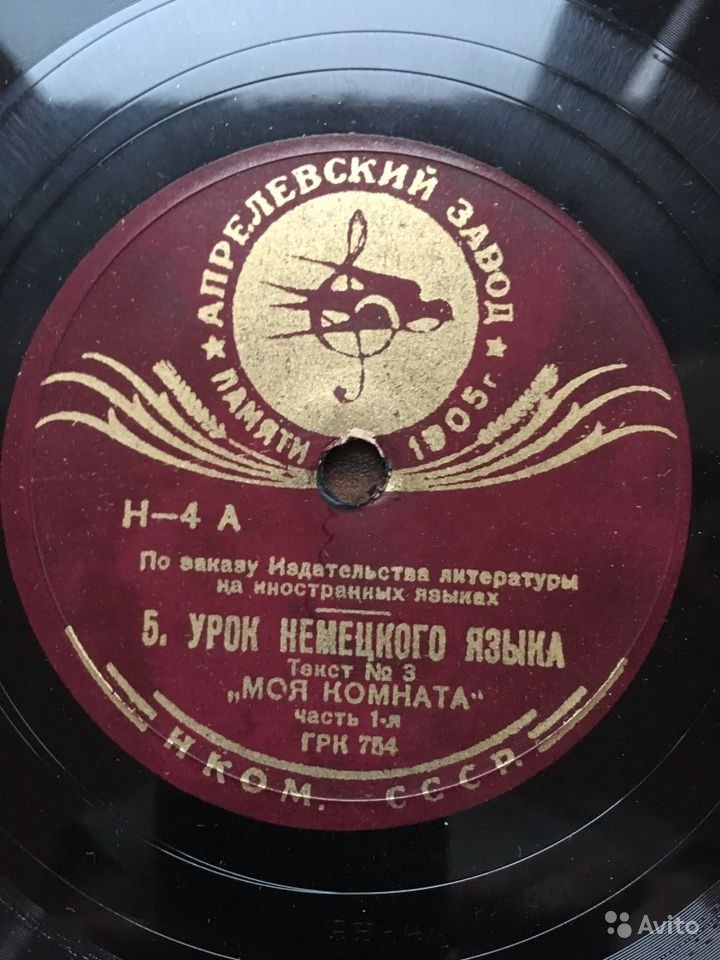 ★ АПРЕЛЕВСКИЙ ЗАВОД ★
ПАМЯТИ 1905 г.
Н—4 А
По заказу Издательства литературы
на иностранных языках
5. УРОК НЕМЕЦКОГО ЯЗЫКА
Текст № 3
„МОЯ КОМНАТА“
часть 1-я
ГРК 754
НКОМ. СССР.
Avito